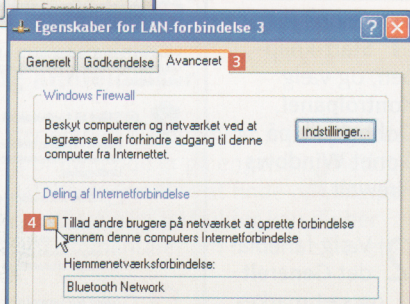 Egenskaber
Egenskaber for LAN-forbindelse 3
Generelt Godkendelse Avanceret 3
Windows Firewall
Beskyt computeren og netværket ved at
begrænse eller forhindre adgang til denne
computer fra Internettet.
Indstillinger...
Deling af Internetforbindelse
4 Tillad andre brugere på netværket at oprette forbindelse
gennem denne computers Internetforbindelse
Hjemmenetværksforbindelse:
Bluetooth Network